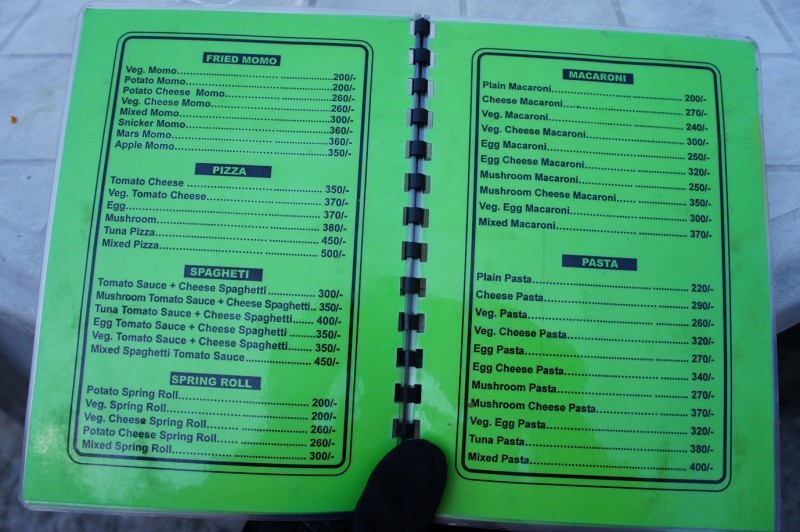 FRIED MOMO
Veg. Momo........................................200/-
Potato Momo........................................200/-
Potato Cheese Momo........................................260/-
Veg. Cheese Momo........................................260/-
Mixed Momo........................................300/-
Snicker Momo........................................360/-
Mars Momo........................................360/-
Apple Momo........................................350/-
PIZZA
Tomato Cheese ........................................ 350/-
Veg. Tomato Cheese........................................ 370/-
Egg........................................ 370/-
Mushroom........................................ 380/-
Tuna Pizza........................................ 450/-
Mixed Pizza........................................ 500/-
SPAGHETI
Tomato Sauce + Cheese Spaghetti ............... 300/-
Mushroom Tomato Sauce + Cheese Spaghetti.. 350/-
Tuna Tomato Sauce + Cheese Spaghetti....... 400/-
Egg Tomato Sauce + Cheese Spaghetti ........350/-
Veg. Tomato Sauce + Cheese Spaghetti........ 350/-
Mixed Spaghetti Tomato Sauce...................... 450/-
SPRING ROLL
Potato Spring Roll........................................ 200/-
Veg. Spring Roll........................................ 200/-
Veg. Cheese Spring Roll........................................ 260/-
Potato Cheese Spring Roll........................................ 260/-
Mixed Spring Roll........................................ 300/-
MACARONI
Plain Macaroni........................................ 200/-
Cheese Macaroni........................................ 270/-
Veg. Macaroni........................................ 240/-
Veg. Cheese Macaroni........................................ 300/-
Egg Macaroni........................................ 250/-
Egg Cheese Macaroni........................................ 320/-
Mushroom Macaroni........................................ 250/-
Mushroom Cheese Macaroni........................................ 350/-
Veg. Egg Macaroni........................................ 300/-
Mixed Macaroni........................................ 370/-
PASTA
Plain Pasta........................................ 220/-
Cheese Pasta........................................ 290/-
Veg. Pasta........................................ 260/-
Veg. Cheese Pasta........................................ 320/-
Egg Pasta........................................ 270/-
Egg Cheese Pasta........................................ 340/-
Mushroom Pasta........................................ 270/-
Mushroom Cheese Pasta........................................ 370/-
Veg. Egg Pasta........................................ 320/-
Tuna Pasta........................................ 380/-
Mixed Pasta........................................ 400/-